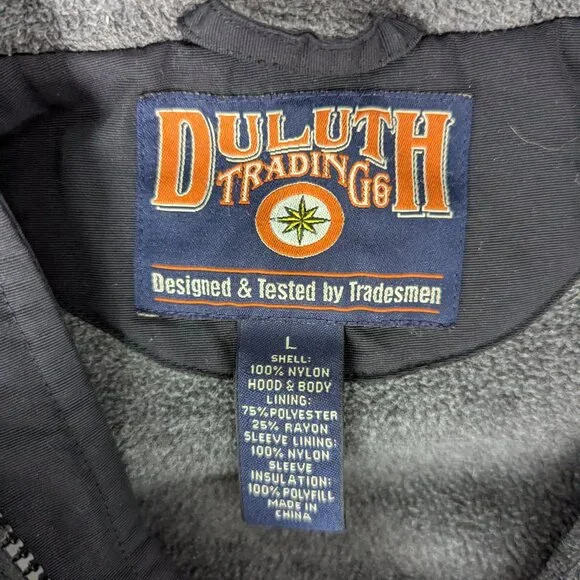 DULUTH
TRADING Co
Designed & Tested by Tradesmen
L
SHELL:
100% NYLON
HOOD & BODY
LINING:
75% POLYESTER
25% RAYON
SLEEVE LINING:
100% NYLON
SLEEVE
INSULATION:
100% POLYFILL
MADE IN
CHINA